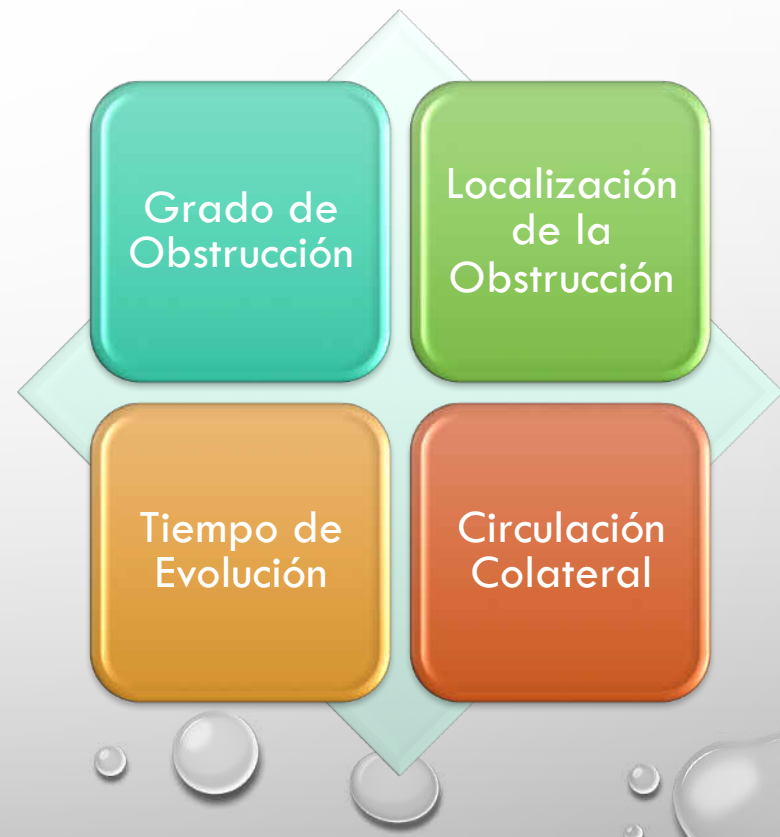 Grado de
Obstrucción
Localización
de la
Obstrucción
Tiempo de
Evolución
Circulación
Colateral